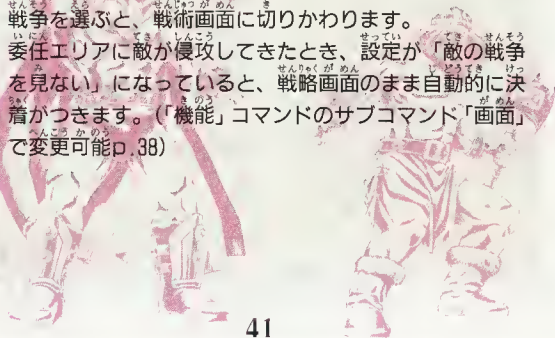 戦争を選ぶと、戦術画面に切りかわります。
委任エリアに敵が侵攻してきたとき、設定が「敵の戦争
を見ない」になっていると、戦略画面のまま自動的に決
着がつきます。(「機能」コマンドのサブコマンド「画面」
で変更可能p.38)
41